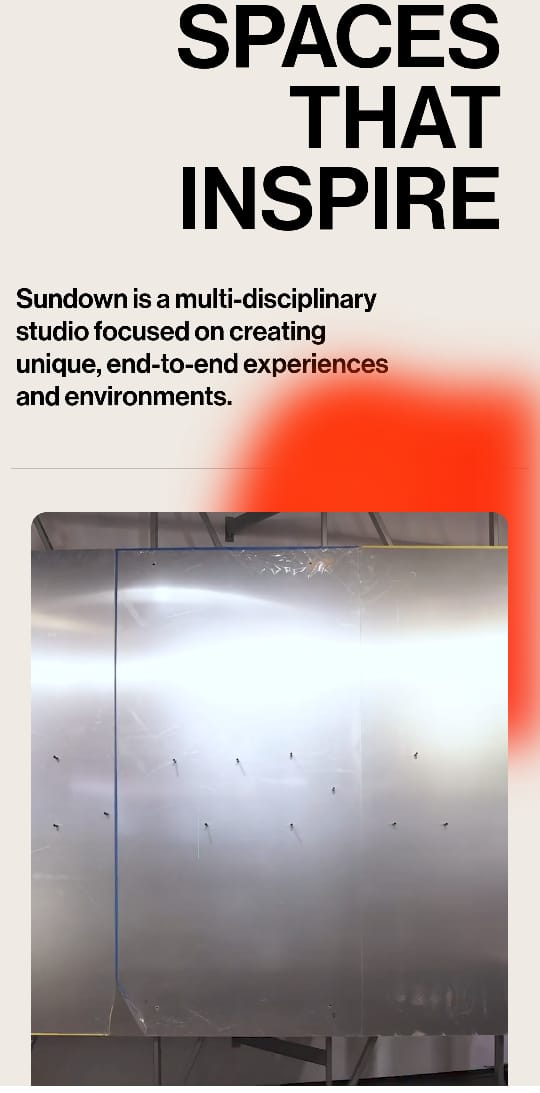 SPACES
THAT
INSPIRE
Sundown is a multi-disciplinary
studio focused on creating
unique, end-to-end experiences
and environments.